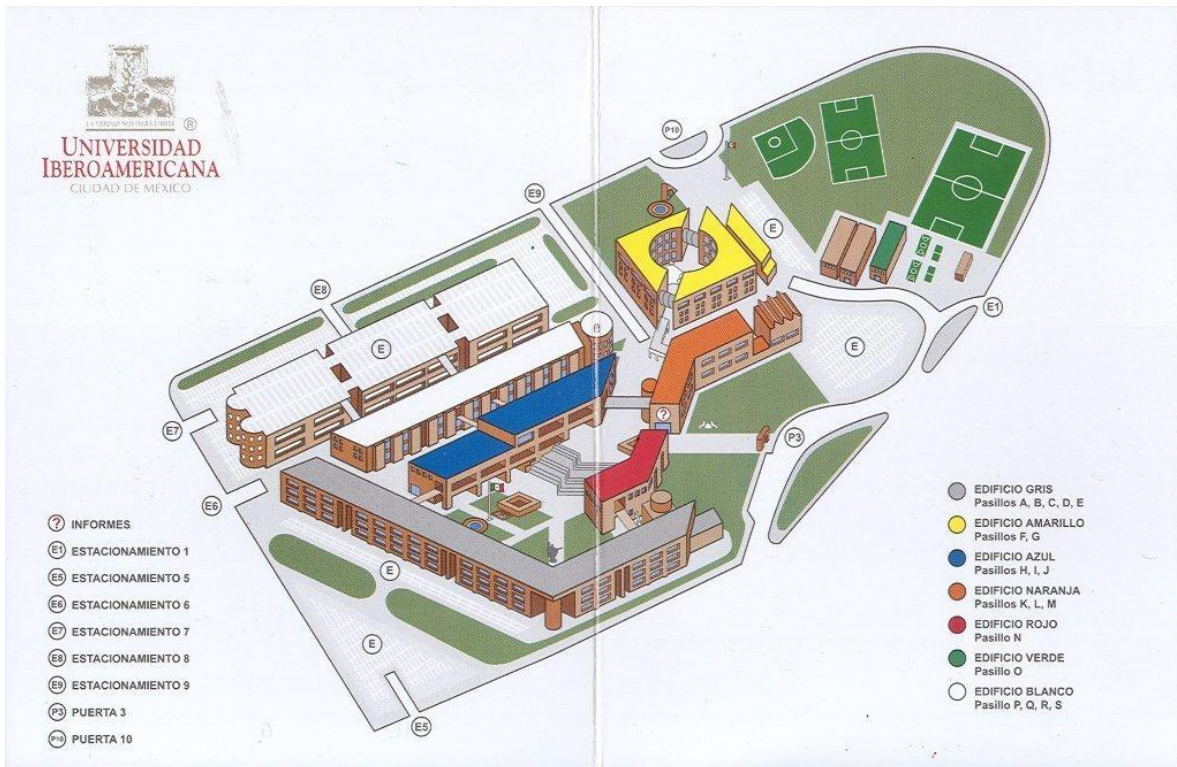 LA VERDAD NOS HARÁ LIBRES
®
UNIVERSIDAD
IBEROAMERICANA
CIUDAD DE MÉXICO
P10
E9
E
E8
E1
E
E
e
?
E7
P3
E6
E
E
E5
? INFORMES
E1 ESTACIONAMIENTO 1
E5 ESTACIONAMIENTO 5
E6 ESTACIONAMIENTO 6
E7 ESTACIONAMIENTO 7
E8 ESTACIONAMIENTO 8
E9 ESTACIONAMIENTO 9
P3 PUERTA 3
P10 PUERTA 10
EDIFICIO GRIS
Pasillos A, B, C, D, E
EDIFICIO AMARILLO
Pasillos F, G
EDIFICIO AZUL
Pasillos H, I, J
EDIFICIO NARANJA
Pasillos K, L, M
EDIFICIO ROJO
Pasillo N
EDIFICIO VERDE
Pasillo O
EDIFICIO BLANCO
Pasillo P, Q, R, S